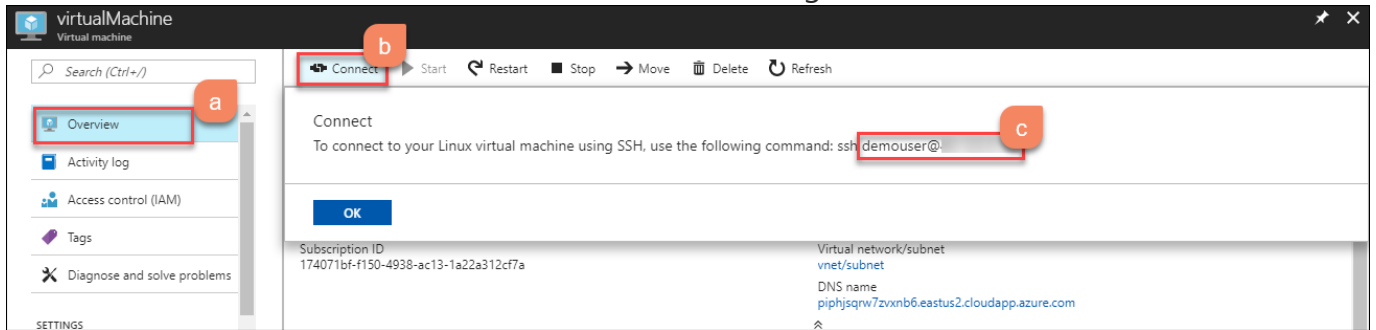 virtualMachine
Virtual machine
Search (Ctrl+/)
Overview
Activity log
Access control (IAM)
Tags
Diagnose and solve problems
SETTINGS
a
b
Connect
Start
Restart
Stop
Move
Delete
Refresh
Connect
c
To connect to your Linux virtual machine using SSH, use the following command: ssh demouser@
OK
Subscription ID
174071bf-f150-4938-ac13-1a22a312cf7a
Virtual network/subnet
vnet/subnet
DNS name
piphjsqrw7zvxnb6.eastus2.cloudapp.azure.com